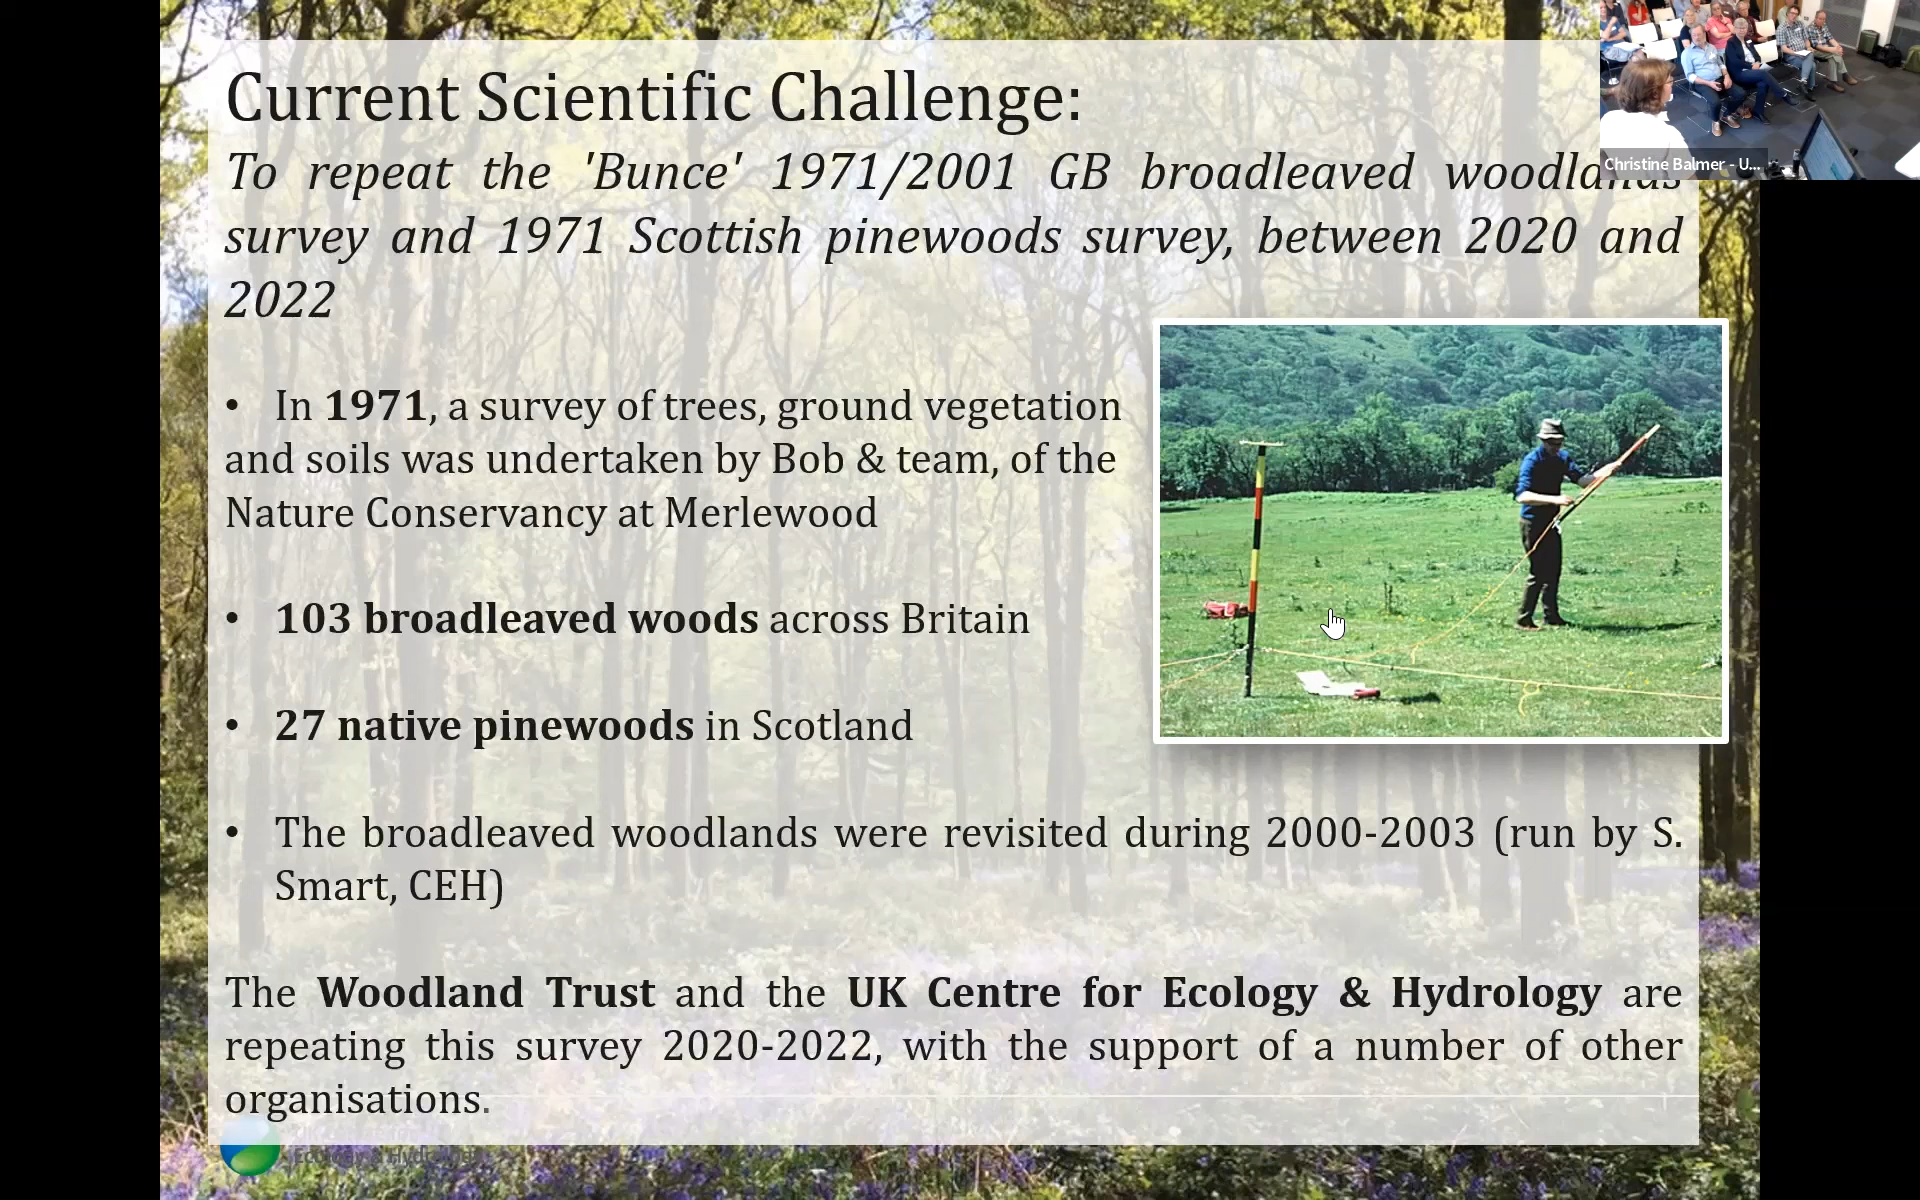 Current Scientific Challenge:
To repeat the 'Bunce' 1971/2001 GB broadleaved woodlands
survey and 1971 Scottish pinewoods survey, between 2020 and
2022
• In 1971, a survey of trees, ground vegetation
and soils was undertaken by Bob & team, of the
Nature Conservancy at Merlewood
• 103 broadleaved woods across Britain
• 27 native pinewoods in Scotland
• The broadleaved woodlands were revisited during 2000-2003 (run by S.
Smart, CEH)
The Woodland Trust and the UK Centre for Ecology & Hydrology are
repeating this survey 2020-2022, with the support of a number of other
organisations.
Ecology & Hydrology
Christine Balmer - U...